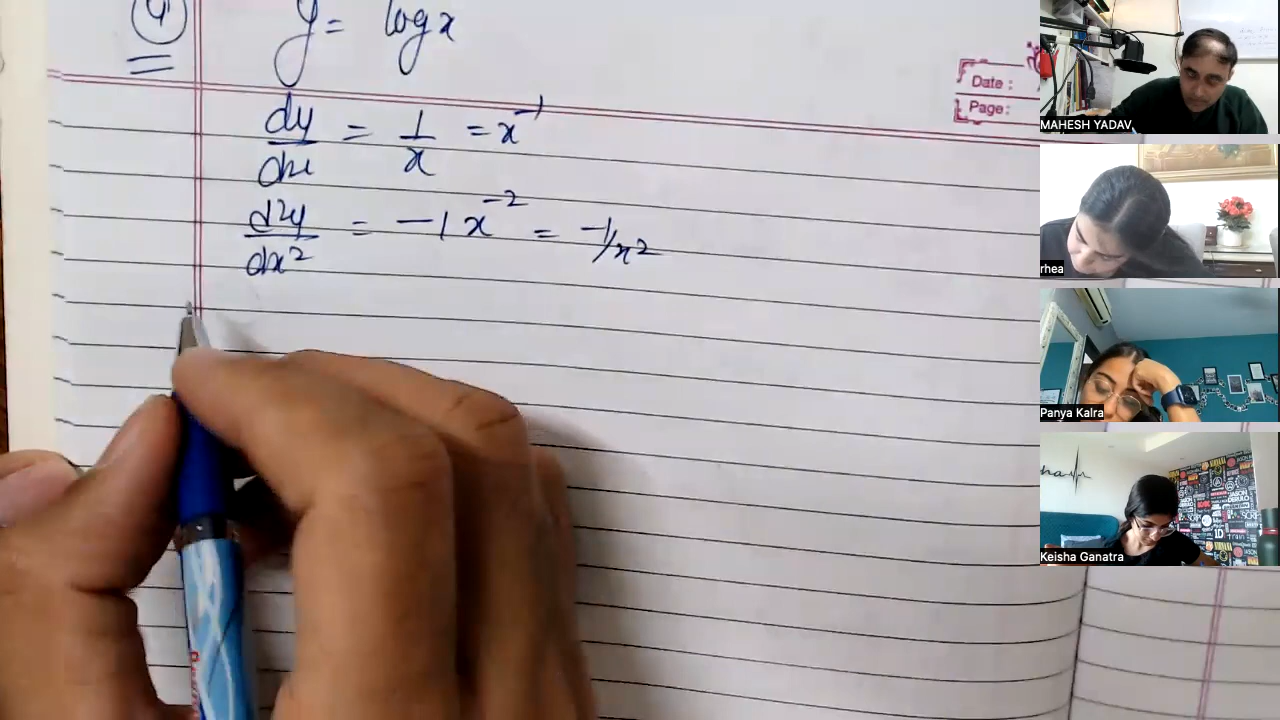 4
y = log x
Date :
dy/dx = 1/x = x⁻¹
Page:
d²y/dx² = -1 x⁻² = -1/x²
MAHESH YADAV
rhea
Panya Kalra
Keisha Ganatra